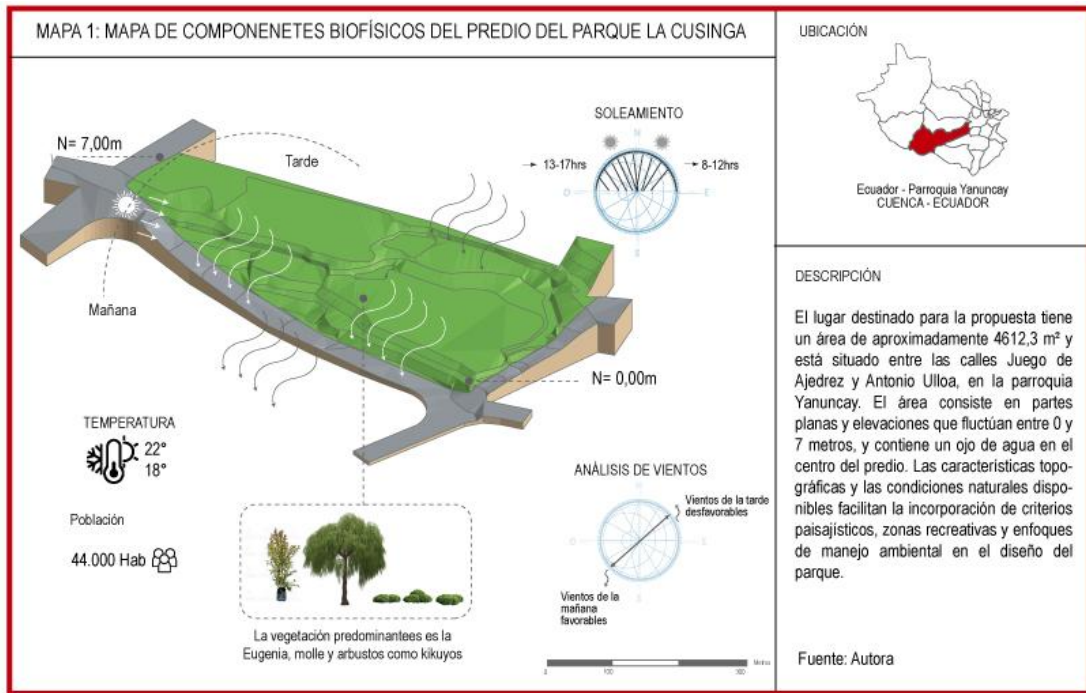 MAPA 1: MAPA DE COMPONENETES BIOFÍSICOS DEL PREDIO DEL PARQUE LA CUSINGA
N= 7,00m
Tarde
Mañana
N= 0,00m
SOLEAMIENTO
N
13-17hrs
8-12hrs
O
E
S
TEMPERATURA
22°
18°
Población
44.000 Hab
La vegetación predominantees es la
Eugenia, molle y arbustos como kikuyos
ANÀLISIS DE VIENTOS
Vientos de la tarde
desfavorables
Vientos de la
mañana
favorables
Metros
0
100
300
UBICACIÓN
Ecuador - Parroquia Yanuncay
CUENCA - ECUADOR
DESCRIPCIÓN
El lugar destinado para la propuesta tiene
un área de aproximadamente 4612,3 m² y
está situado entre las calles Juego de
Ajedrez y Antonio Ulloa, en la parroquia
Yanuncay. El área consiste en partes
planas y elevaciones que fluctúan entre 0 y
7 metros, y contiene un ojo de agua en el
centro del predio. Las características topo-
gráficas y las condiciones naturales dispo-
nibles facilitan la incorporación de criterios
paisajísticos, zonas recreativas y enfoques
de manejo ambiental en el diseño del
parque.
Fuente: Autora